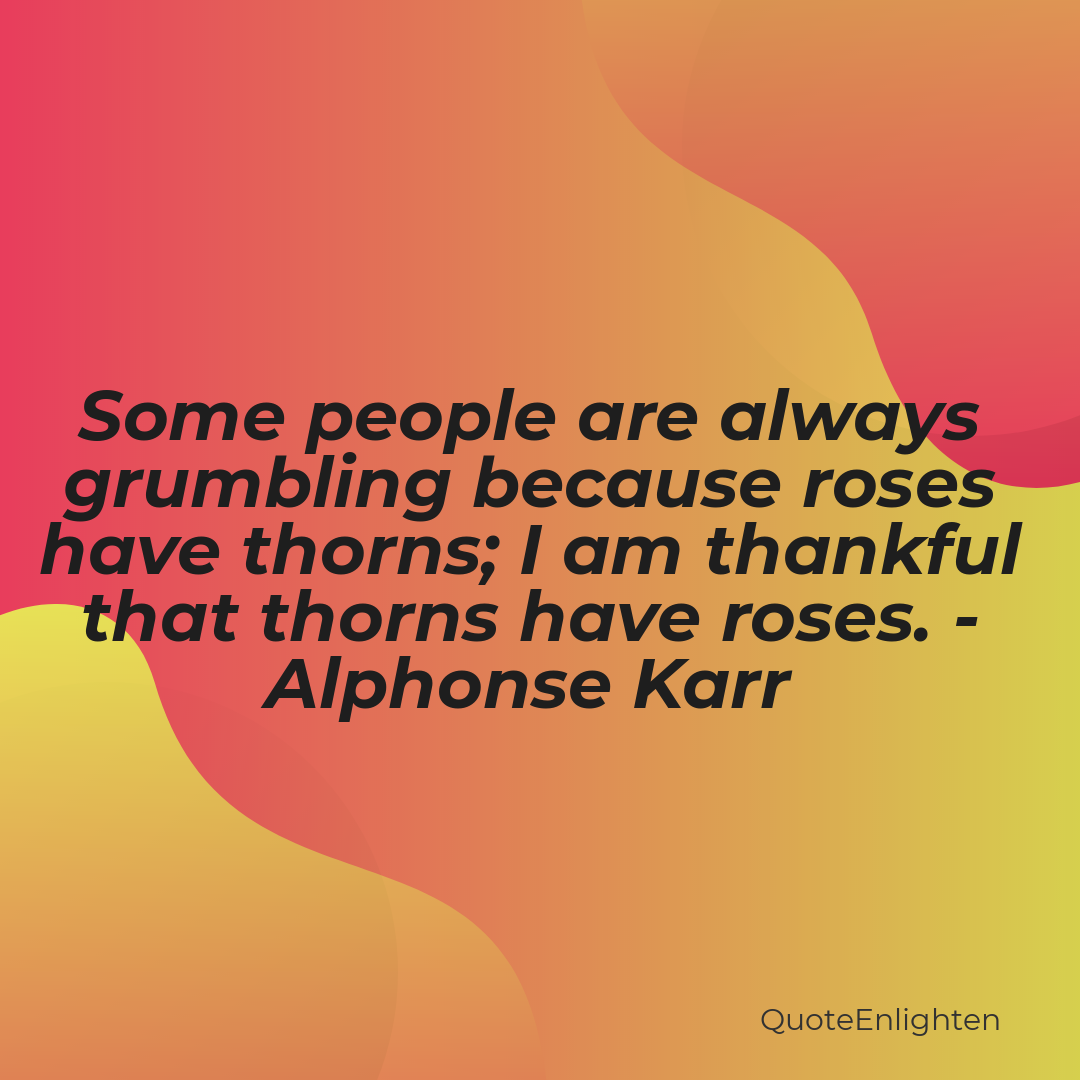 Some people are always
grumbling because roses
have thorns; I am thankful
that thorns have roses. -
Alphonse Karr
QuoteEnlighten